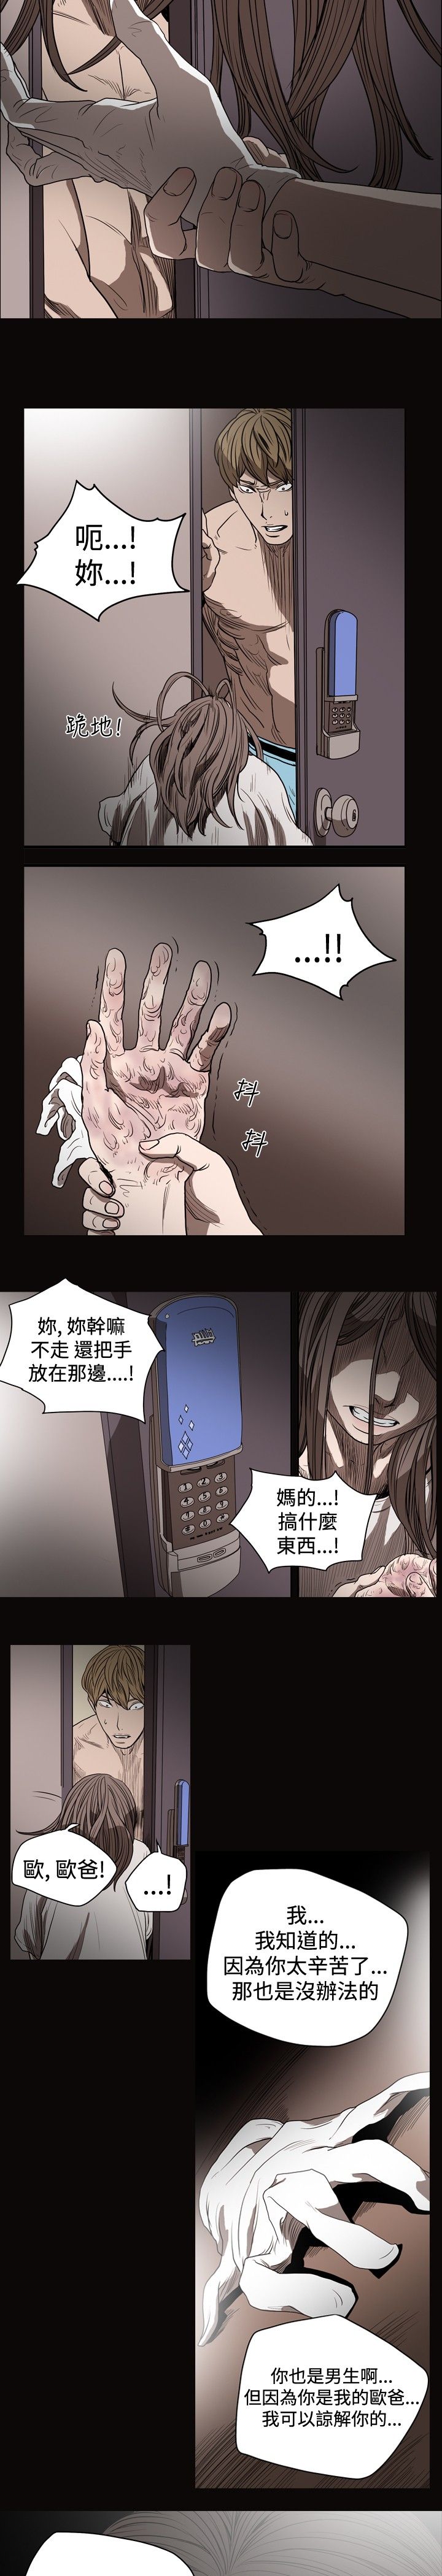 呃...!
妳...!
跪地!
...!!
抖
抖
妳, 妳幹嘛
不走 還把手
放在那邊....!
媽的...!
搞什麼
東西...!
歐, 歐爸!
...!
我...
我知道的...
因為你太辛苦了...
那也是沒辦法的
你也是男生啊...
但因為你是我的歐爸...
我可以諒解你的...